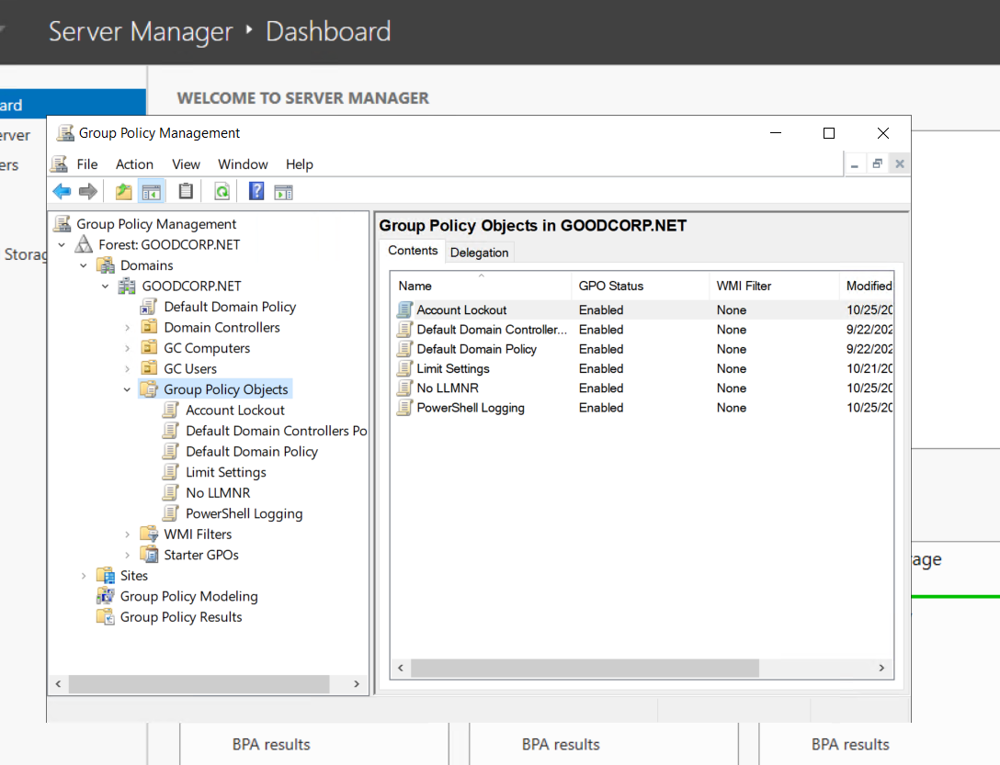 Server Manager ‣ Dashboard
ard
WELCOME TO SERVER MANAGER
erver
ers
Storag
Group Policy Management
File Action View Window Help
Group Policy Management
Forest: GOODCORP.NET
Domains
GOODCORP.NET
Default Domain Policy
Domain Controllers
GC Computers
GC Users
Group Policy Objects
Account Lockout
Default Domain Controllers Po
Default Domain Policy
Limit Settings
No LLMNR
PowerShell Logging
WMI Filters
Starter GPOs
Sites
Group Policy Modeling
Group Policy Results
Group Policy Objects in GOODCORP.NET
Contents Delegation
Name GPO Status WMI Filter Modified
Account Lockout Enabled None 10/25/20
Default Domain Controller... Enabled None 9/22/202
Default Domain Policy Enabled None 9/22/202
Limit Settings Enabled None 10/21/20
No LLMNR Enabled None 10/25/20
PowerShell Logging Enabled None 10/25/20
rage
BPA results BPA results BPA results